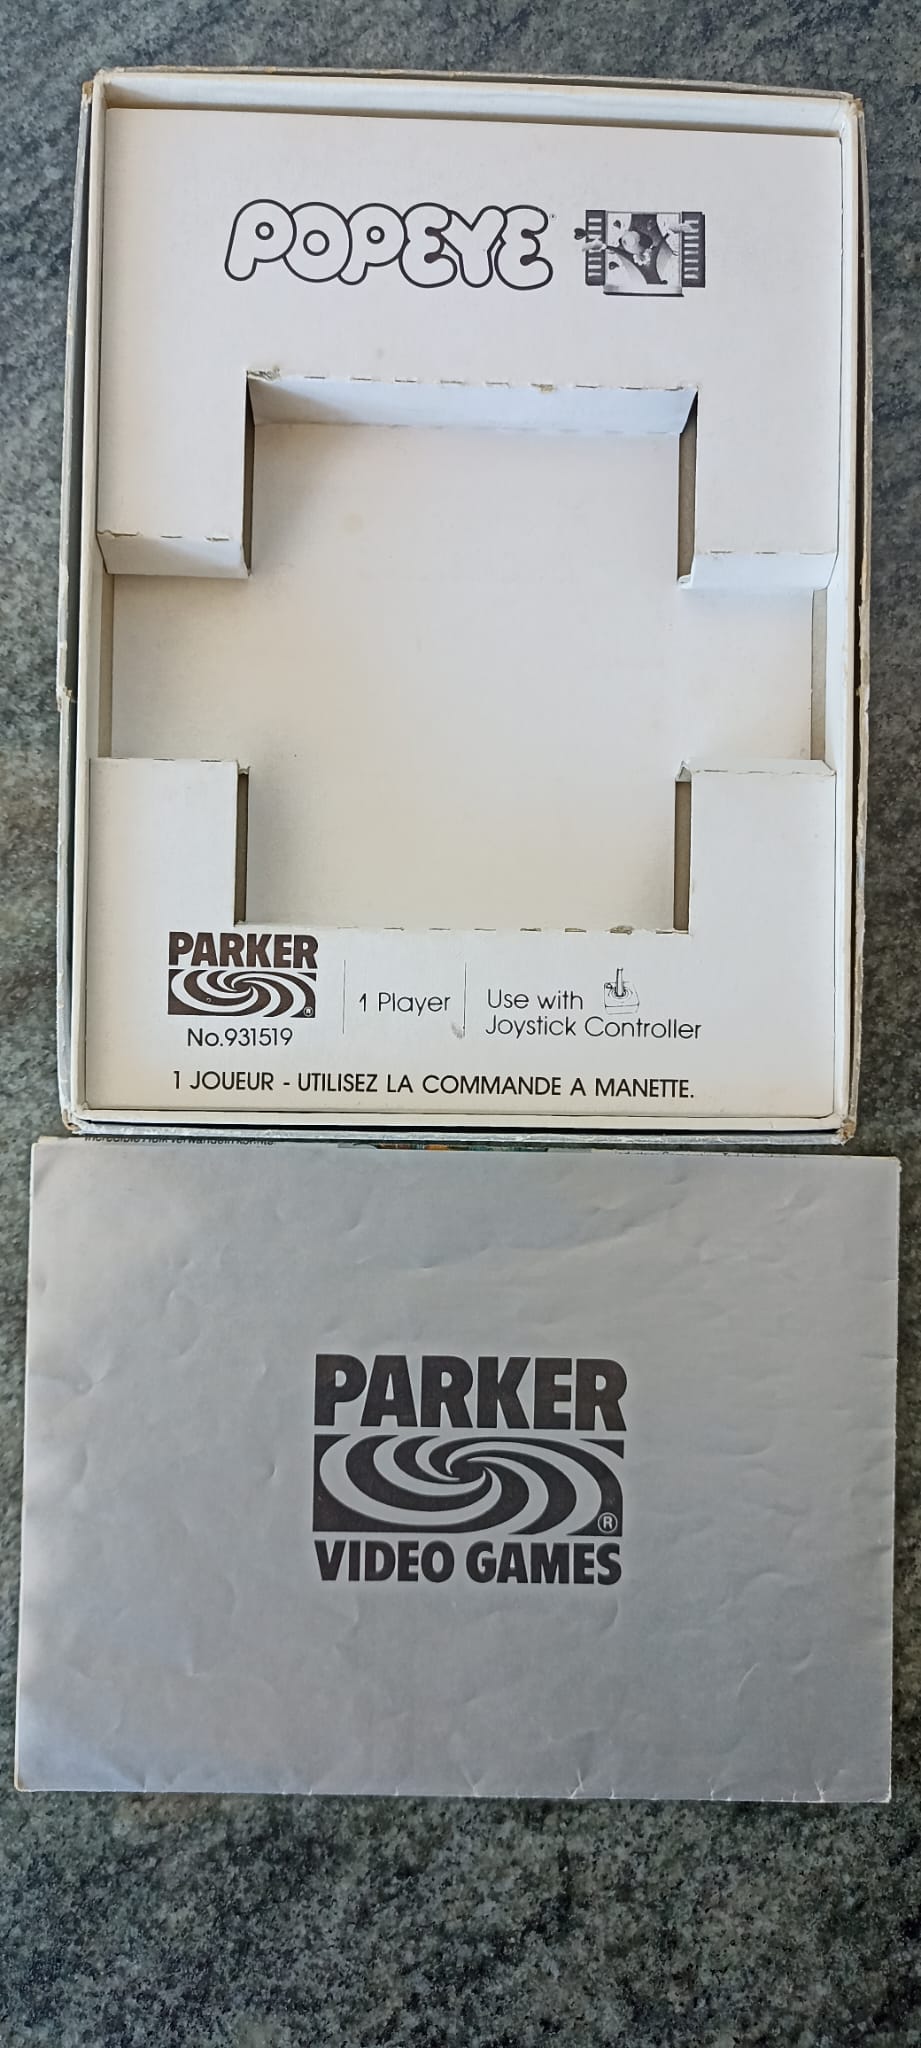 POPEYE
PARKER
®
No.931519
1 Player
Use with
Joystick Controller
1 JOUEUR - UTILISEZ LA COMMANDE A MANETTE.
PARKER
®
VIDEO GAMES